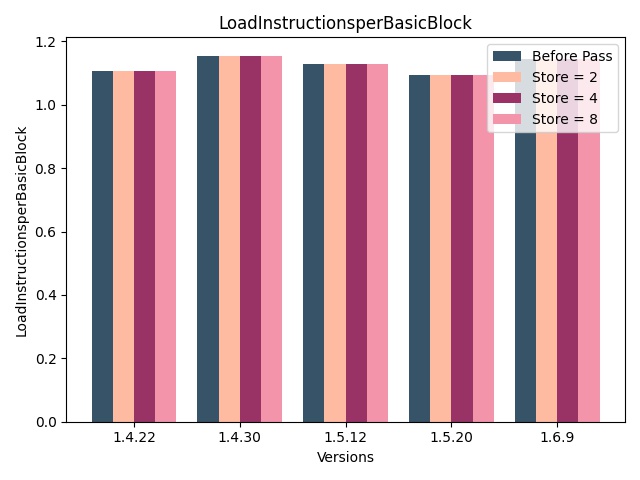 LoadInstructionsperBasicBlock
LoadInstructionsperBasicBlock
1.2
1.0
0.8
0.6
0.4
0.2
0.0
Before Pass
Store = 2
Store = 4
Store = 8
1.4.22 1.4.30 1.5.12 1.5.20 1.6.9
Versions